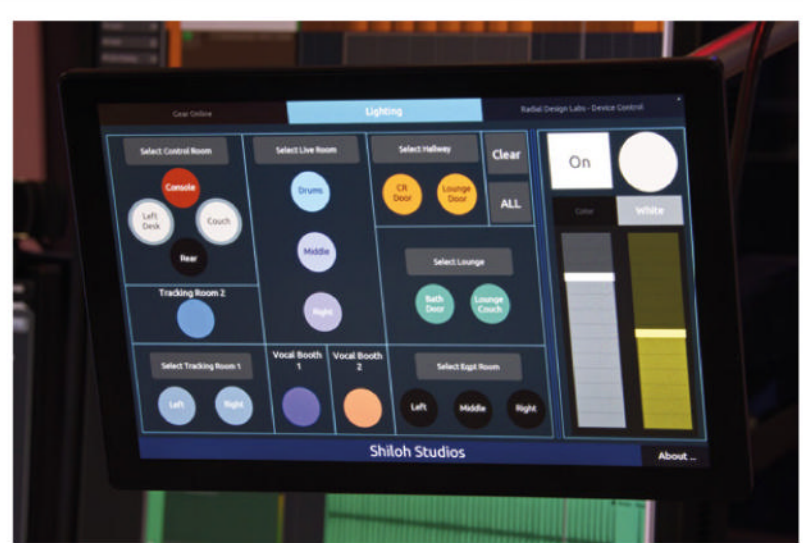 Gear Online
Lighting
Radial Design Labs - Device Control
Select Control Room
Console
Left
Desk
Couch
Rear
Select Live Room
Drums
Middle
Right
Select Hallway
CR
Door
Lounge
Door
Clear
ALL
On
Color
White
Select Lounge
Bath
Door
Lounge
Couch
Tracking Room 2
Select Tracking Room 1
Left
Right
Vocal Booth
1
Vocal Booth
2
Select Eqpt Room
Left
Middle
Right
Shiloh Studios
About ...